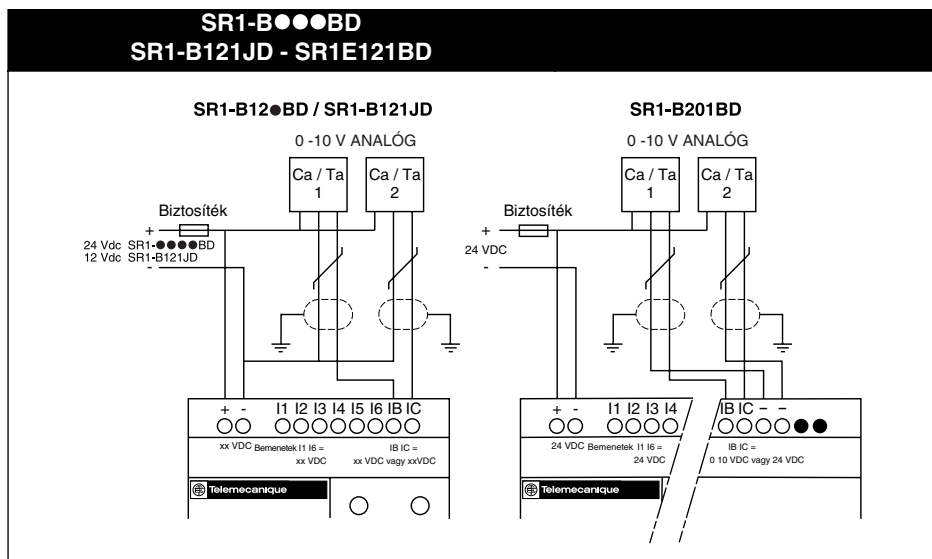 SR1-B●●●BD
SR1-B121JD - SR1E121BD
SR1-B12●BD / SR1-B121JD
0 -10 V ANALÓG
Ca / Ta
1
Ca / Ta
2
Biztosíték
+
24 Vdc SR1-●●●●BD
12 Vdc SR1-B121JD
-
+ - I1 I2 I3 I4 I5 I6 IB IC
xx VDC Bemenetek I1 I6 =
xx VDC
IB IC =
xx VDC vagy xxVDC
Telemecanique
SR1-B201BD
0 -10 V ANALÓG
Ca / Ta
1
Ca / Ta
2
Biztosíték
+
24 VDC
-
+ - I1 I2 I3 I4 IB IC - -
24 VDC Bemenetek I1 I6 =
24 VDC
IB IC =
0 10 VDC vagy 24 VDC
Telemecanique